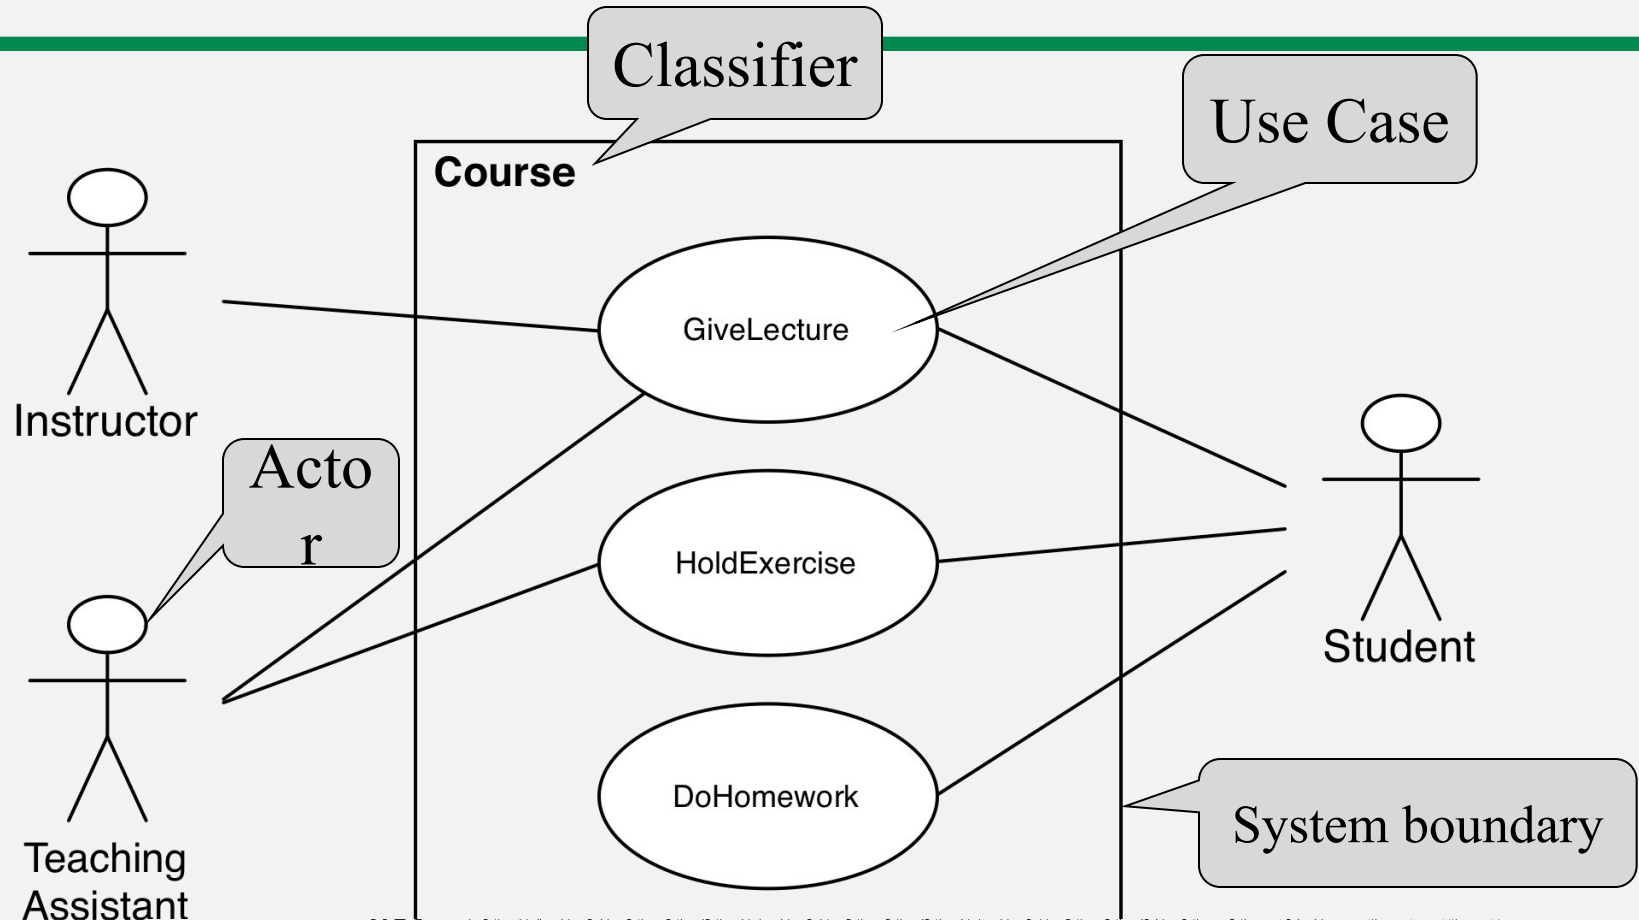 Classifier
Use Case
Course
GiveLecture
Instructor
Acto
r
HoldExercise
Student
DoHomework
System boundary
Teaching
Assistant